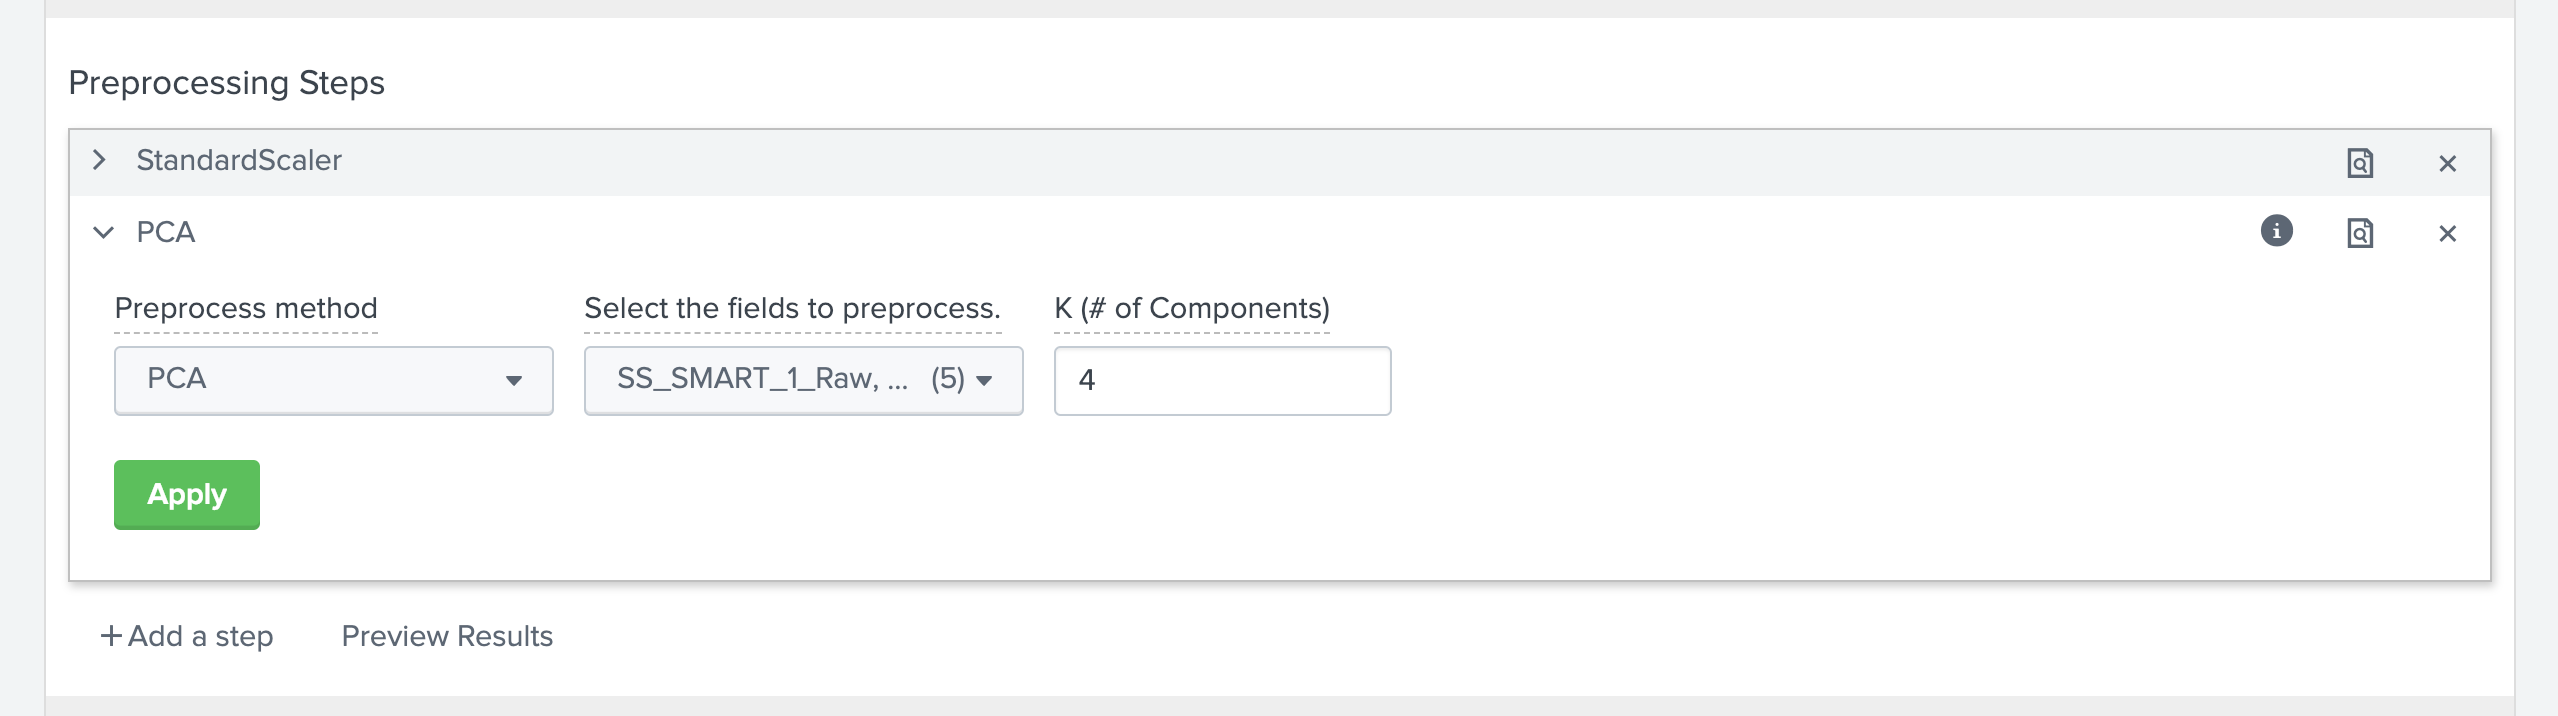 Preprocessing Steps
StandardScaler
PCA
Preprocess method
Select the fields to preprocess.
K (# of Components)
PCA
SS_SMART_1_Raw, ... (5)
4
Apply
+ Add a step
Preview Results